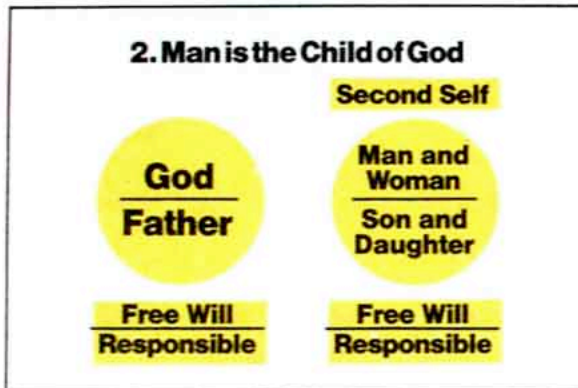 2. Man is the Child of God
Second Self
God
Father
Man and
Woman
Son and
Daughter
Free Will
Responsible
Free Will
Responsible